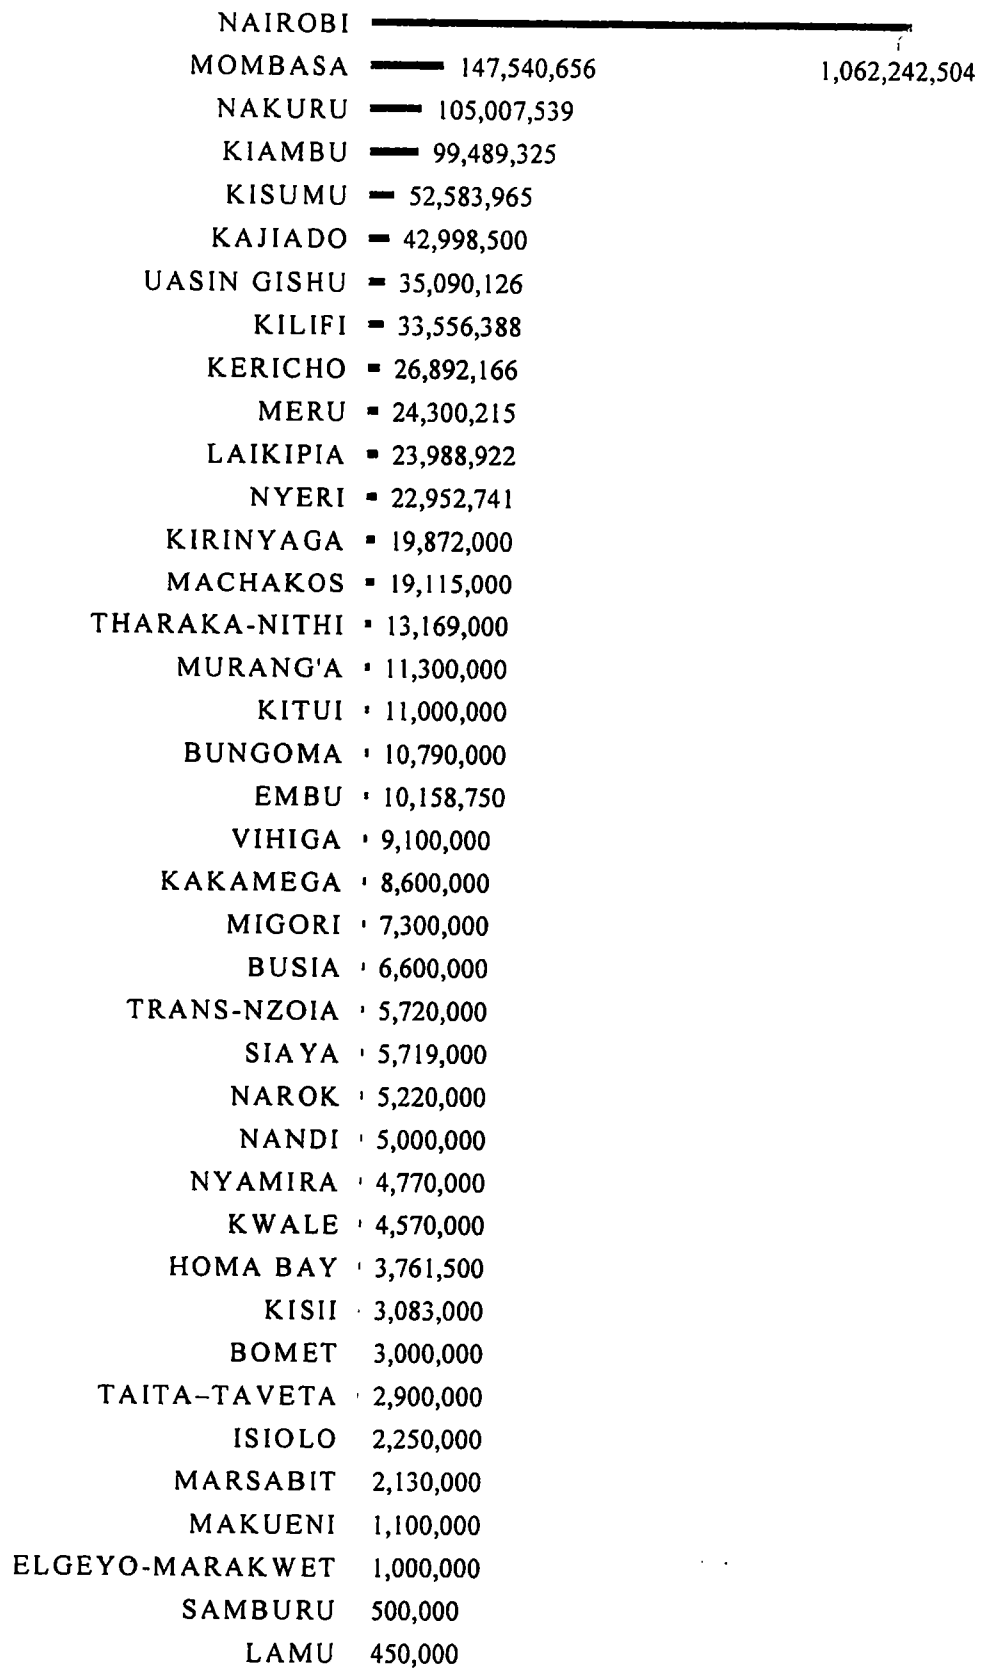 NAIROBI
1,062,242,504
MOMBASA 147,540,656
NAKURU 105,007,539
KIAMBU 99,489,325
KISUMU 52,583,965
KAJIADO 42,998,500
UASIN GISHU 35,090,126
KILIFI 33,556,388
KERICHO 26,892,166
MERU 24,300,215
LAIKIPIA 23,988,922
NYERI 22,952,741
KIRINYAGA 19,872,000
MACHAKOS 19,115,000
THARAKA-NITHI 13,169,000
MURANG'A 11,300,000
KITUI 11,000,000
BUNGOMA 10,790,000
EMBU 10,158,750
VIHIGA 9,100,000
KAKAMEGA 8,600,000
MIGORI 7,300,000
BUSIA 6,600,000
TRANS-NZOIA 5,720,000
SIAYA 5,719,000
NAROK 5,220,000
NANDI 5,000,000
NYAMIRA 4,770,000
KWALE 4,570,000
HOMA BAY 3,761,500
KISII 3,083,000
BOMET 3,000,000
TAITA–TAVETA 2,900,000
ISIOLO 2,250,000
MARSABIT 2,130,000
MAKUENI 1,100,000
ELGEYO-MARAKWET 1,000,000
SAMBURU 500,000
LAMU 450,000